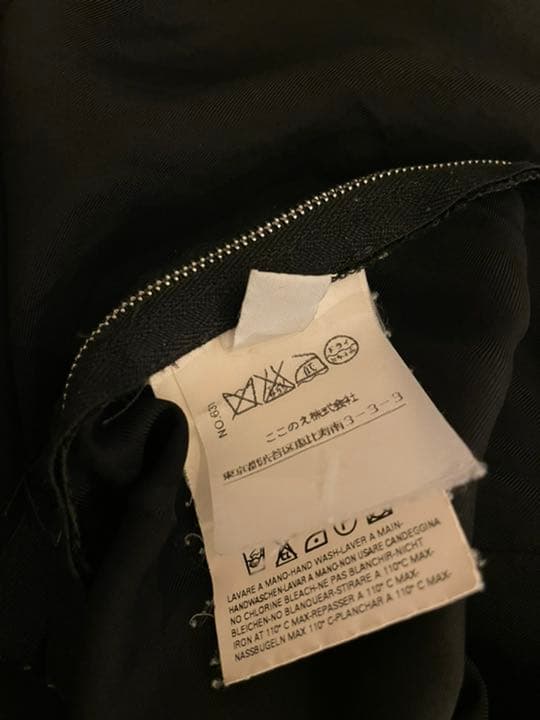 NO.631
ドライ
ここのえ株式会社
東京都渋谷区恵比寿南3-3-3
LAVARE A MANO-HAND WASH-LAVER A MAIN-
HANDWASCHEN-LAVAR A MANO-NON USARE CANDEGGINA
NO CHLORINE BLEACH-NE PAS BLANCHIR-NICHT
BLEICHEN-NO BLANQUEAR-STIRARE A 110°C MAX-
IRON AT 110°C MAX-REPASSER A 110°C MAX-
NASSBUGELN MAX 110°C-PLANCHAR A 110°C MAX-